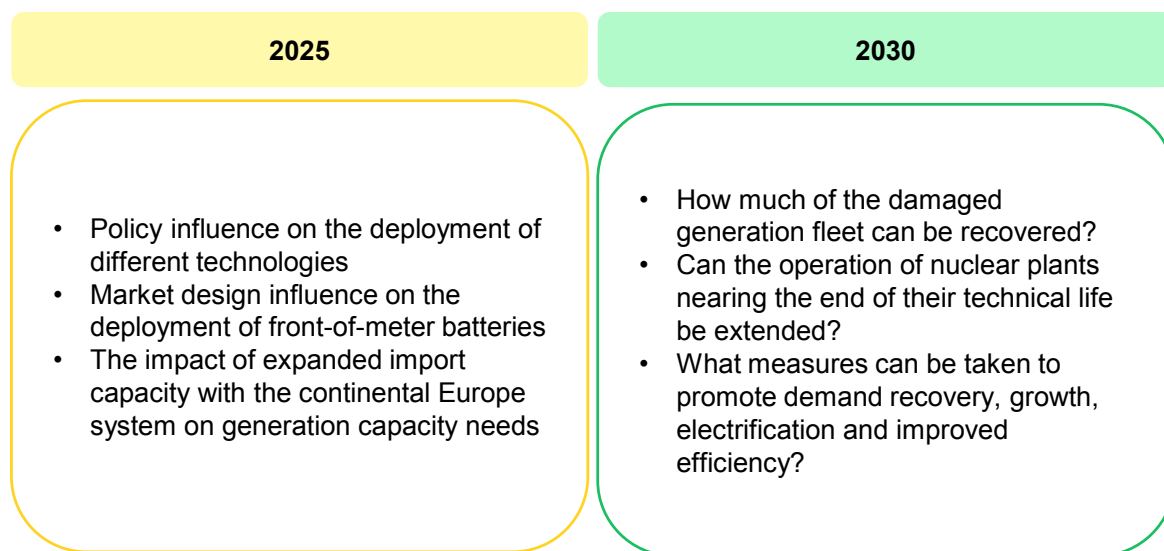 2025
• Policy influence on the deployment of
different technologies
• Market design influence on the
deployment of front-of-meter batteries
• The impact of expanded import
capacity with the continental Europe
system on generation capacity needs
2030
• How much of the damaged
generation fleet can be recovered?
• Can the operation of nuclear plants
nearing the end of their technical life
be extended?
• What measures can be taken to
promote demand recovery, growth,
electrification and improved
efficiency?